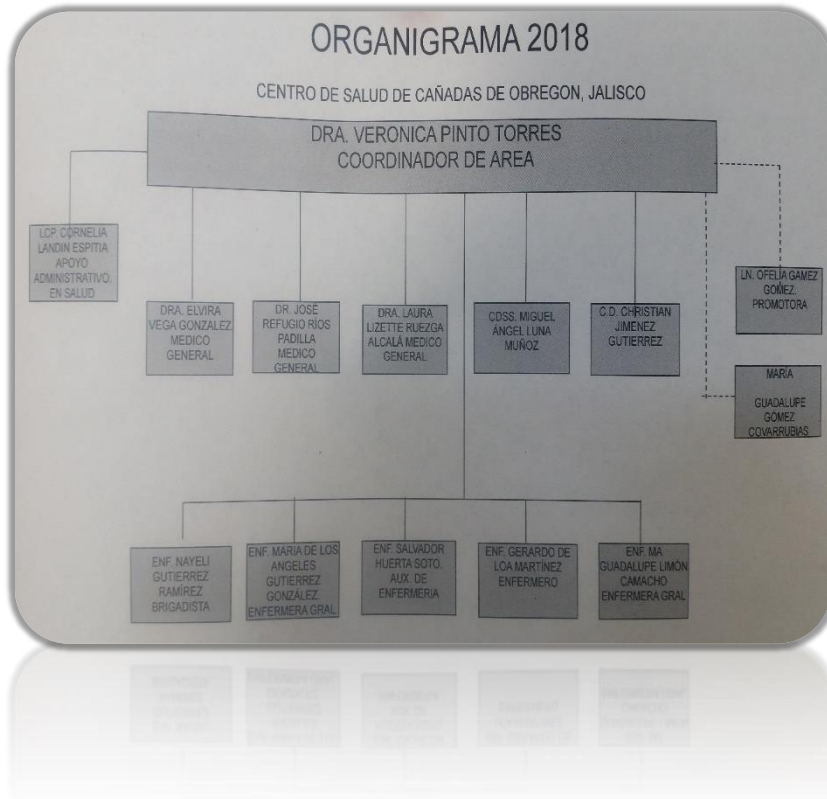 ORGANIGRAMA 2018
CENTRO DE SALUD DE CAÑADAS DE OBREGON, JALISCO
DRA. VERONICA PINTO TORRES
COORDINADOR DE AREA
LCP. CORNELIA
LANDIN ESPITIA
APOYO
ADMINISTRATIVO.
EN SALUD
DRA. ELVIRA
VEGA GONZALEZ
MEDICO
GENERAL
DR. JOSÉ
REFUGIO RÍOS
PADILLA
MEDICO
GENERAL
DRA. LAURA
LIZETTE RUEZGA
ALCALÁ MEDICO
GENERAL
CDSS. MIGUEL
ÁNGEL LUNA
MUÑOZ
C.D. CHRISTIAN
JIMENEZ
GUTIERREZ
LN. OFELIA GAMEZ
GOMEZ.
PROMOTORA
MARÍA
GUADALUPE
GÓMEZ
COVARRUBIAS
ENF. NAYELI
GUTIERREZ
RAMÍREZ
BRIGADISTA
ENF. MARIA DE LOS
ANGELES
GUTIERREZ
GONZÁLEZ.
ENFERMERA GRAL
ENF. SALVADOR
HUERTA SOTO.
AUX. DE
ENFERMERIA
ENF. GERARDO DE
LOA MARTÍNEZ
ENFERMERO
ENF. MA
GUADALUPE LIMÓN
CAMACHO
ENFERMERA GRAL